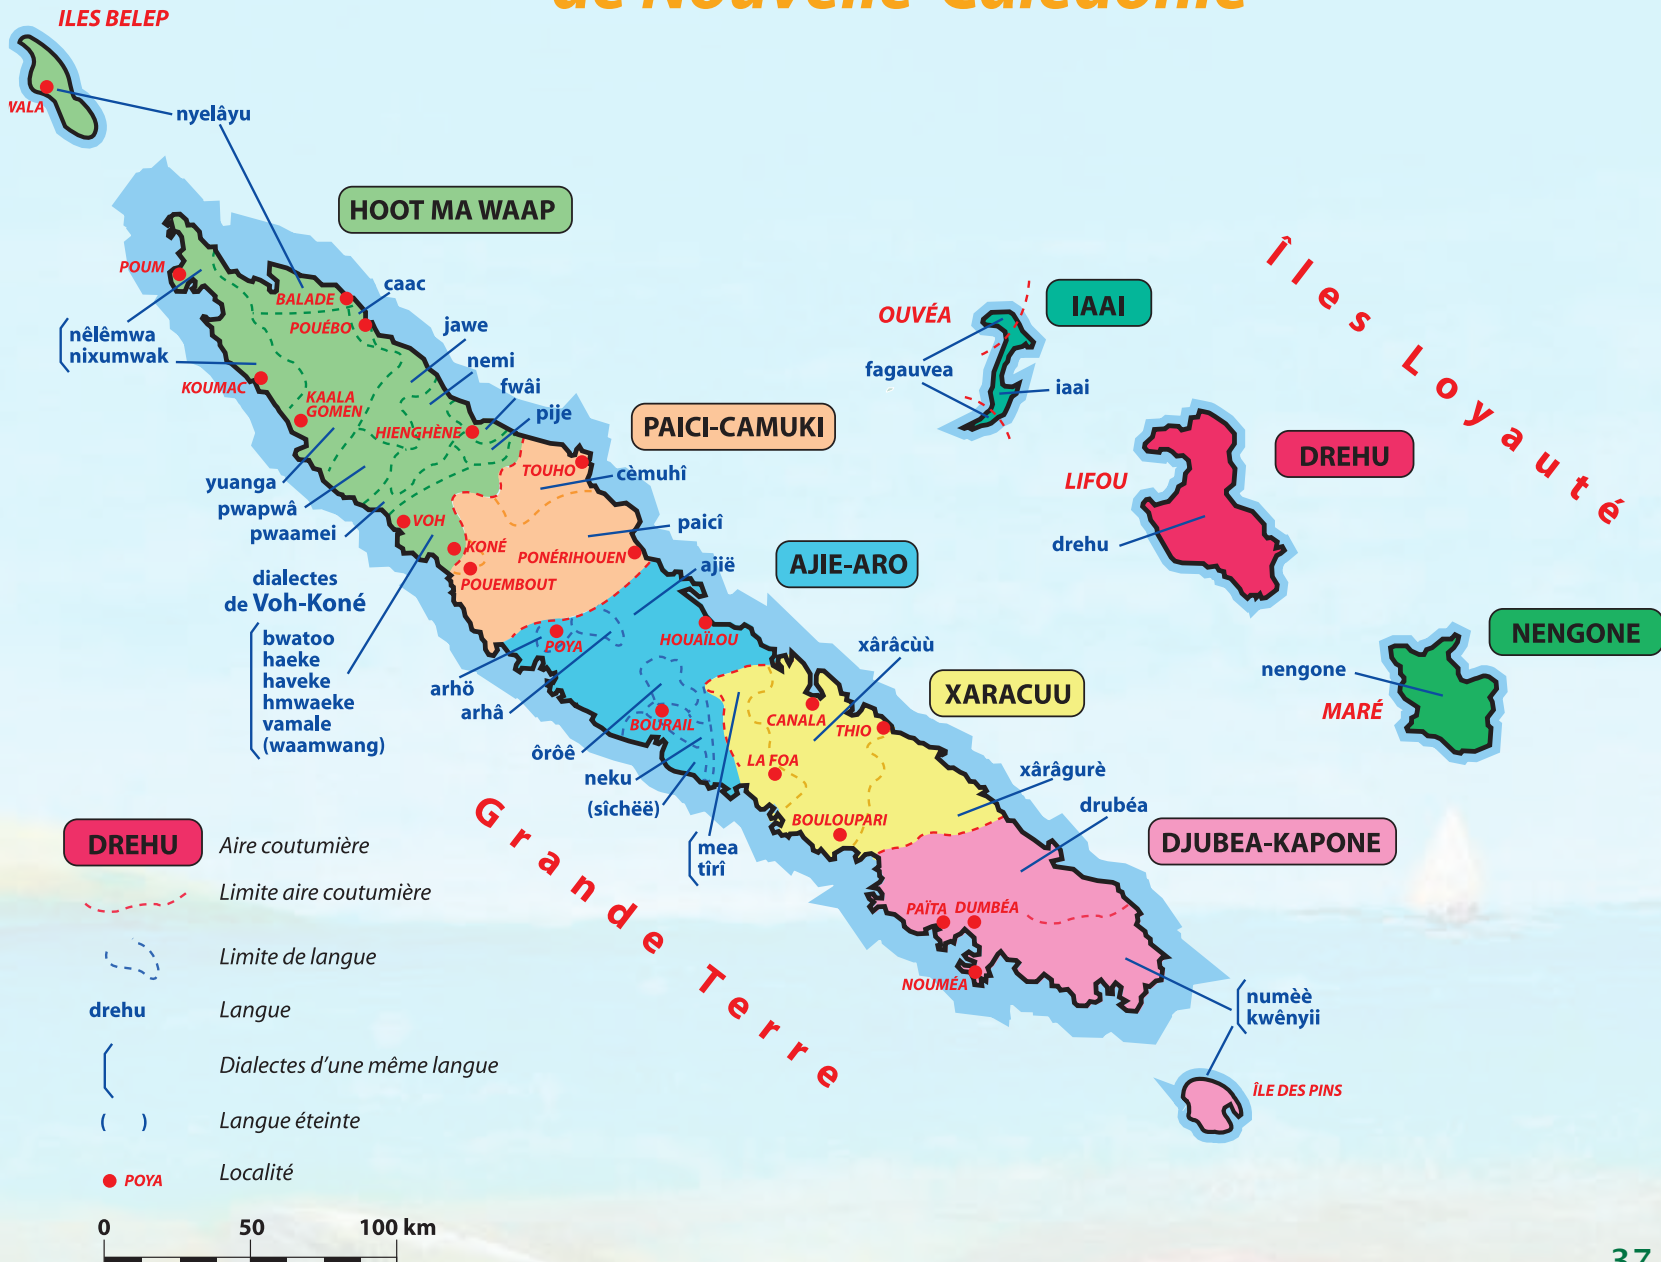 de Nouvelle-Calédonie
ILES BELEP
WALA
nyelâyu
HOOT MA WAAP
POUM
BALADE
caac
POUÉBO
jawe
nêlêmwa
nixumwak
nemi
KOUMAC
fwâi
KAALA
GOMEN
pije
HIENGHÈNE
PAICI-CAMUKI
TOUHO
cèmuhî
yuanga
pwapwâ
pwaamei
VOH
paicî
KONÉ
PONÉRIHOUEN
POUEMBOUT
ajië
AJIE-ARO
dialectes
de Voh-Koné
bwatoo
haeke
haveke
hmwaeke
vamale
(waamwang)
POYA
HOUAÏLOU
arhö
arhâ
xârâcùù
XARACUU
BOURAIL
CANALA
THIO
ôrôê
neku
(sîchëë)
LA FOA
xârâgurè
drubéa
BOULOUPARI
mea
tîrî
DJUBEA-KAPONE
PAÏTA
DUMBÉA
NOUMÉA
numèè
kwênyii
ÎLE DES PINS
Grande Terre
Îles Loyauté
OUVÉA
IAAI
fagauvea
iaai
LIFOU
DREHU
drehu
NENGONE
nengone
MARÉ
DREHU
Aire coutumière
Limite aire coutumière
Limite de langue
drehu
Langue
Dialectes d'une même langue
( )
Langue éteinte
POYA
Localité
0 50 100 km
37